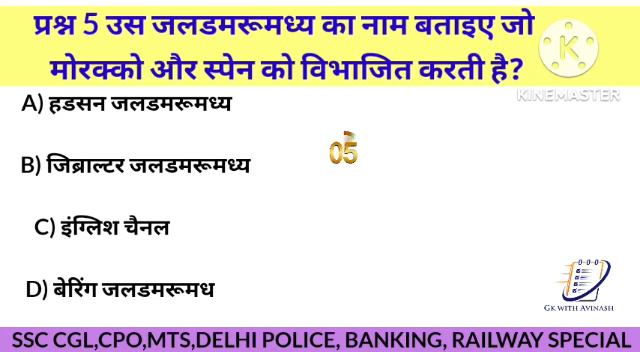 प्रश्न 5 उस जलडमरूमध्य का नाम बताइए जो
मोरक्को और स्पेन को विभाजित करती है?
K
KINEMASTER
A) हडसन जलडमरूमध्य
05
B) जिब्राल्टर जलडमरूमध्य
C) इंग्लिश चैनल
D) बेरिंग जलडमरूमध
GK WITH AVINASH
SSC CGL,CPO,MTS,DELHI POLICE, BANKING, RAILWAY SPECIAL